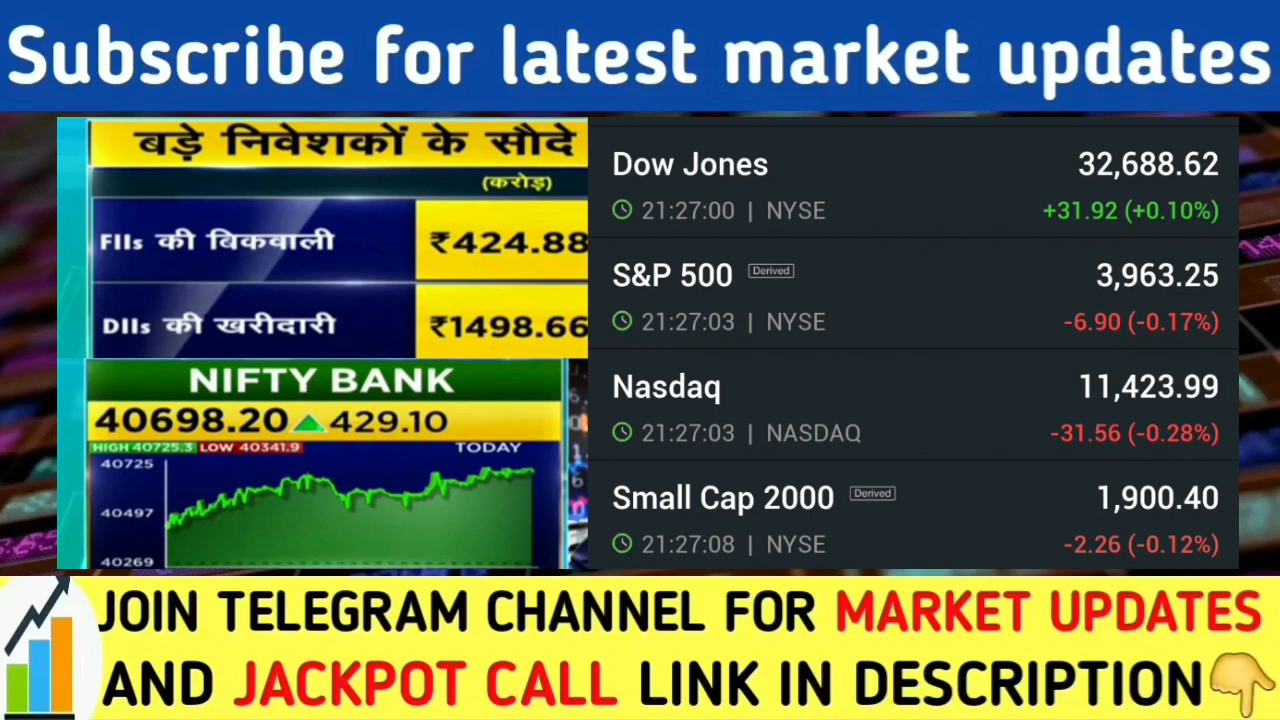 Subscribe for latest market updates
बड़े निवेशकों के सौदे
(करोड़)
FIIs की बिकवाली ₹424.88
DIIs की खरीदारी ₹1498.66
NIFTY BANK
40698.20 ▲ 429.10
HIGH 40725.3 LOW 40341.9 TODAY
40725
40497
40269
Dow Jones 32,688.62
21:27:00 | NYSE +31.92 (+0.10%)
S&P 500 Derived 3,963.25
21:27:03 | NYSE -6.90 (-0.17%)
Nasdaq 11,423.99
21:27:03 | NASDAQ -31.56 (-0.28%)
Small Cap 2000 Derived 1,900.40
21:27:08 | NYSE -2.26 (-0.12%)
JOIN TELEGRAM CHANNEL FOR MARKET UPDATES
AND JACKPOT CALL LINK IN DESCRIPTION👇